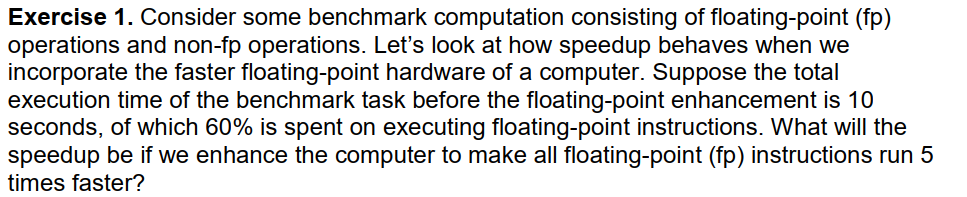 Exercise 1. Consider some benchmark computation consisting of floating-point (fp)
operations and non-fp operations. Let’s look at how speedup behaves when we
incorporate the faster floating-point hardware of a computer. Suppose the total
execution time of the benchmark task before the floating-point enhancement is 10
seconds, of which 60% is spent on executing floating-point instructions. What will the
speedup be if we enhance the computer to make all floating-point (fp) instructions run 5
times faster?